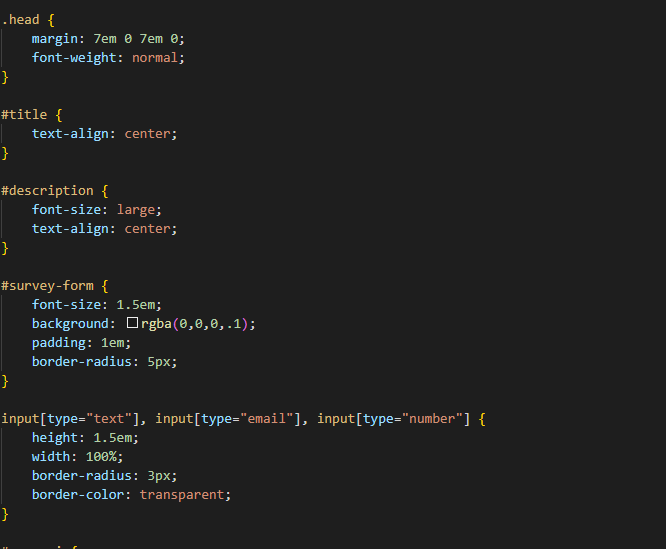 .head {
    margin: 7em 0 7em 0;
    font-weight: normal;
}

#title {
    text-align: center;
}

#description {
    font-size: large;
    text-align: center;
}

#survey-form {
    font-size: 1.5em;
    background: rgba(0,0,0,.1);
    padding: 1em;
    border-radius: 5px;
}

input[type="text"], input[type="email"], input[type="number"] {
    height: 1.5em;
    width: 100%;
    border-radius: 3px;
    border-color: transparent;
}